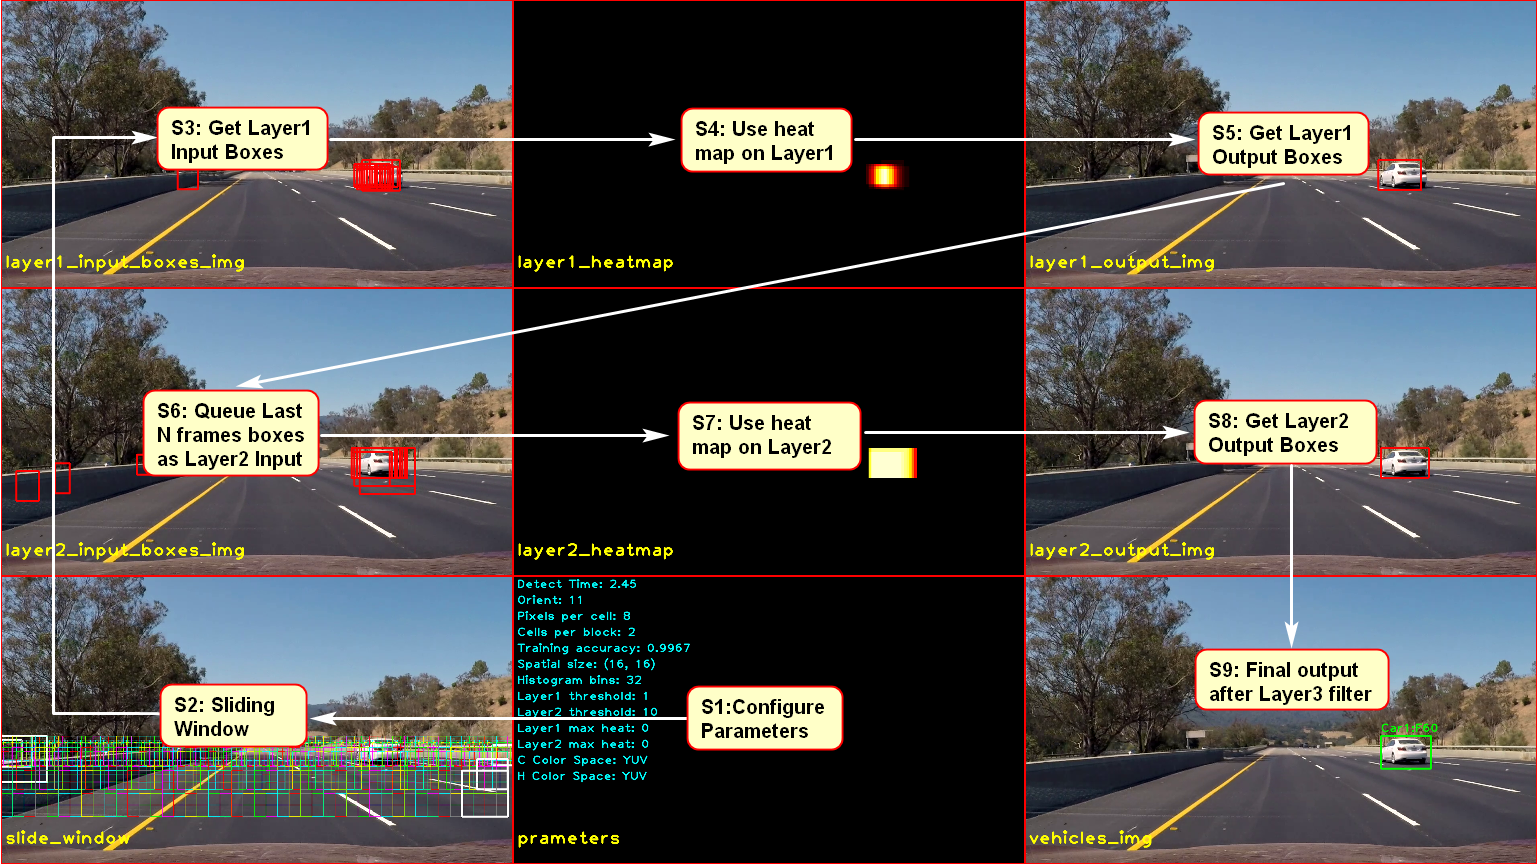 S3: Get Layer1
Input Boxes
layer1_input_boxes_img
S4: Use heat
map on Layer1
layer1_heatmap
S5: Get Layer1
Output Boxes
layer1_output_img
S6: Queue Last
N frames boxes
as Layer2 Input
layer2_input_boxes_img
S7: Use heat
map on Layer2
layer2_heatmap
S8: Get Layer2
Output Boxes
layer2_output_img
S2: Sliding
Window
slide_window
Detect Time: 2.45
Orient: 11
Pixels per cell: 8
Cells per block: 2
Training accuracy: 0.9967
Spatial size: (16, 16)
Histogram bins: 32
Layer1 threshold: 1
Layer2 threshold: 10
Layer1 max heat: 0
Layer2 max heat: 0
C Color Space: YUV
H Color Space: YUV
S1:Configure
Parameters
prameters
S9: Final output
after Layer3 filter
vehicles_img